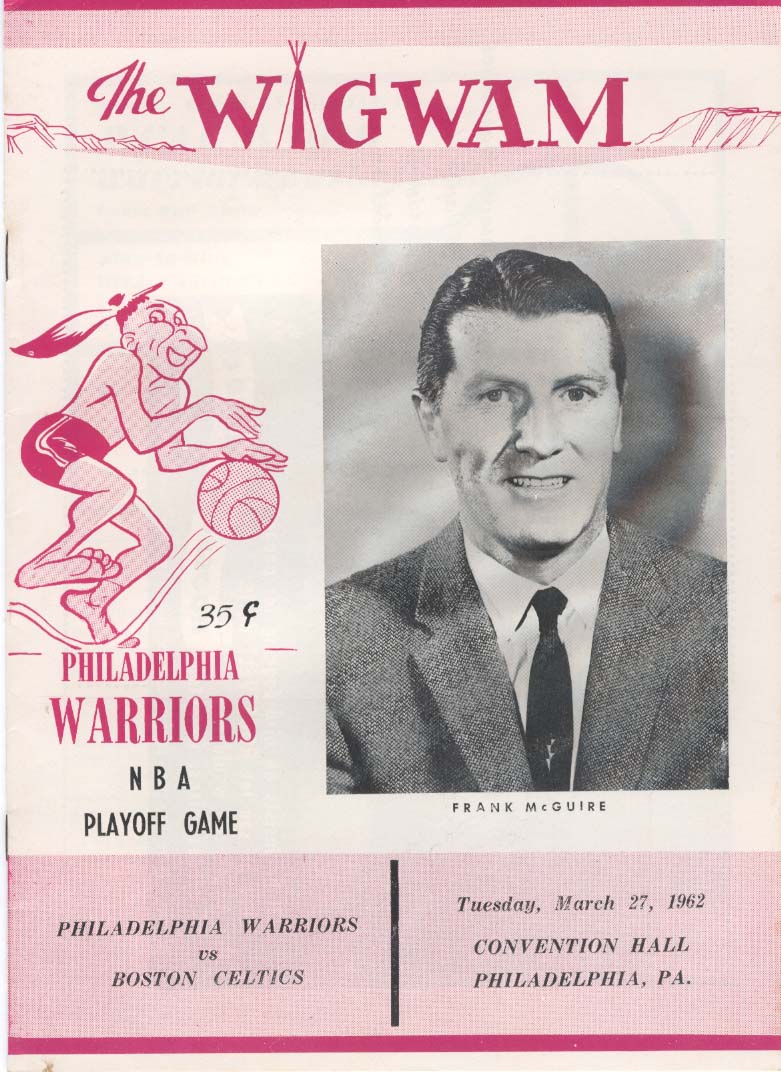 The WIGWAM
35¢
PHILADELPHIA
WARRIORS
NBA
PLAYOFF GAME
FRANK McGUIRE
PHILADELPHIA WARRIORS
vs
BOSTON CELTICS
Tuesday, March 27, 1962
CONVENTION HALL
PHILADELPHIA, PA.